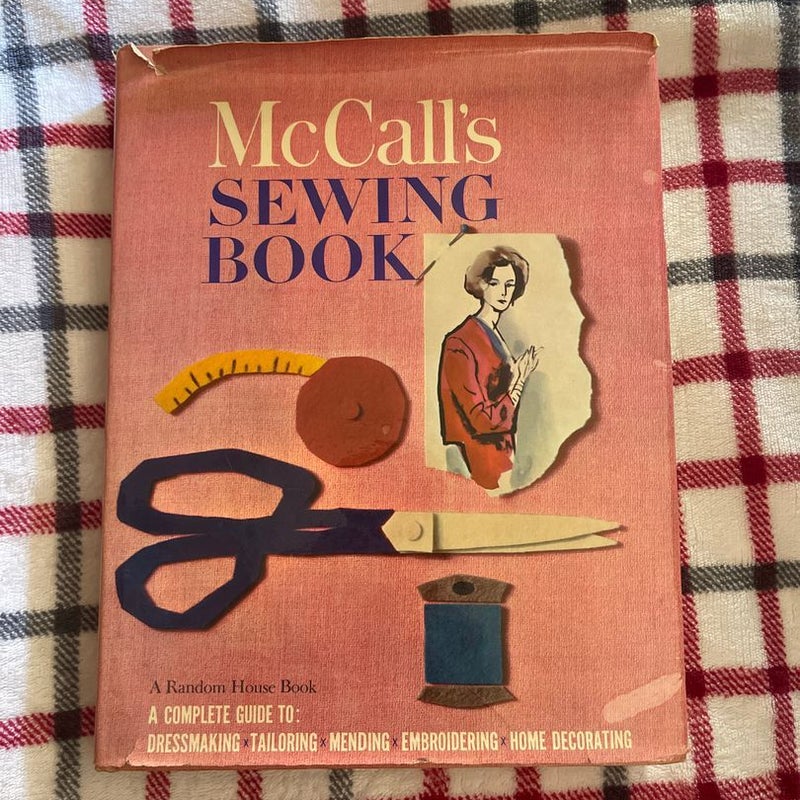 McCall's
SEWING
BOOK
A Random House Book
A COMPLETE GUIDE TO:
DRESSMAKING x TAILORING x MENDING x EMBROIDERING x HOME DECORATING